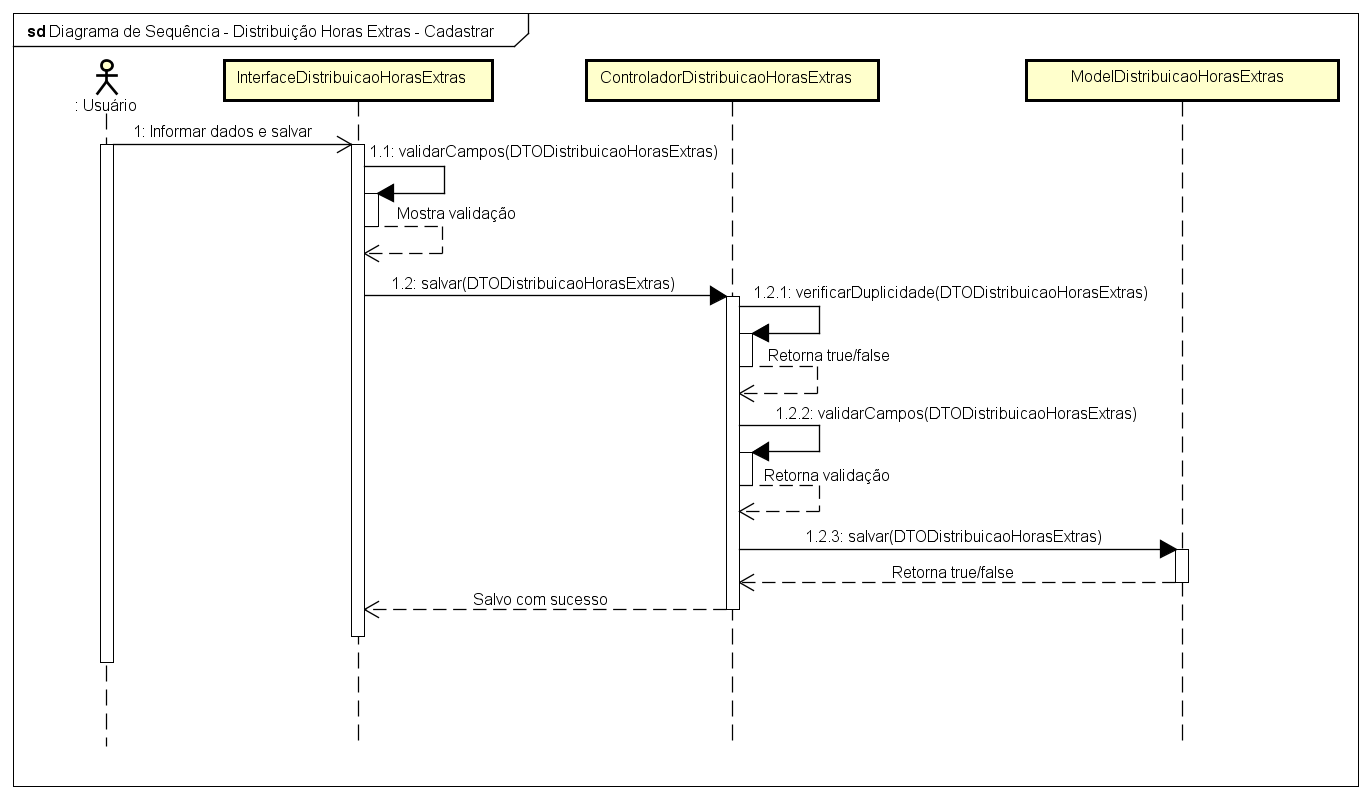 sd Diagrama de Sequência - Distribuição Horas Extras - Cadastrar
InterfaceDistribuicaoHorasExtras
ControladorDistribuicaoHorasExtras
ModelDistribuicaoHorasExtras
: Usuário
1: Informar dados e salvar
1.1: validarCampos(DTODistribuicaoHorasExtras)
Mostra validação
1.2: salvar(DTODistribuicaoHorasExtras)
1.2.1: verificarDuplicidade(DTODistribuicaoHorasExtras)
Retorna true/false
1.2.2: validarCampos(DTODistribuicaoHorasExtras)
Retorna validação
1.2.3: salvar(DTODistribuicaoHorasExtras)
Retorna true/false
Salvo com sucesso